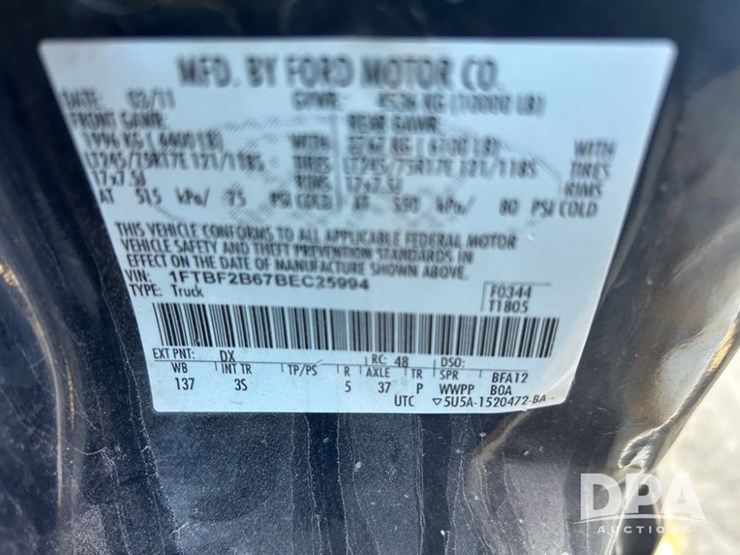 MFD. BY FORD MOTOR CO.
DATE: 03/11 GVWR: 4536 KG (10000 LB)
FRONT GAWR: REAR GAWR:
1996 KG (4400 LB) WITH 2767 KG (6100 LB) WITH
LT245/75R17E 121/118S TIRES LT245/75R17E 121/118S TIRES
17x7.5J RIMS 17x7.5J RIMS
AT 515 kPa/ 75 PSI COLD AT 550 kPa/ 80 PSI COLD
THIS VEHICLE CONFORMS TO ALL APPLICABLE FEDERAL MOTOR
VEHICLE SAFETY AND THEFT PREVENTION STANDARDS IN
EFFECT ON THE DATE OF MANUFACTURE SHOWN ABOVE.
VIN: 1FTBF2B67BEC25994
TYPE: Truck
F0344
T1805
EXT PNT: DX RC: 48 DSO:
WB INT TR TP/PS R AXLE TR SPR BFA12
137 3S 5 37 P WWPP BOA
UTC ▽5U5A-1520472-BA
DPA
AUCTIONS